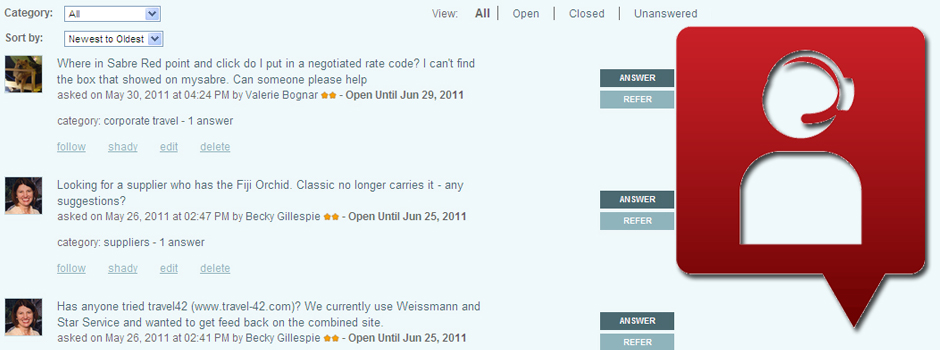 Category: All View: All Open Closed Unanswered
Sort by: Newest to Oldest
Where in Sabre Red point and click do I put in a negotiated rate code? I can't find
the box that showed on mysabre. Can someone please help
asked on May 30, 2011 at 04:24 PM by Valerie Bognar - Open Until Jun 29, 2011
ANSWER
REFER
category: corporate travel - 1 answer
follow shady edit delete
Looking for a supplier who has the Fiji Orchid. Classic no longer carries it - any
suggestions?
asked on May 26, 2011 at 02:47 PM by Becky Gillespie - Open Until Jun 25, 2011
ANSWER
REFER
category: suppliers - 1 answer
follow shady edit delete
Has anyone tried travel42 (www.travel-42.com)? We currently use Weissmann and
Star Service and wanted to get feed back on the combined site.
asked on May 26, 2011 at 02:41 PM by Becky Gillespie - Open Until Jun 25, 2011
ANSWER
REFER